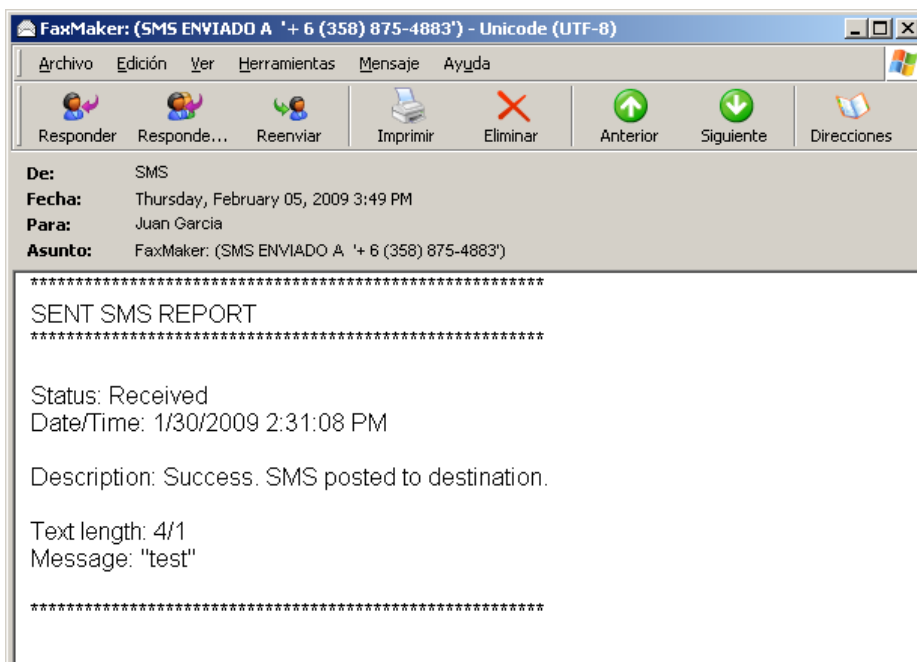 FaxMaker: (SMS ENVIADO A '+ 6 (358) 875-4883') - Unicode (UTF-8)
Archivo Edición Ver Herramientas Mensaje Ayuda
Responder Responde... Reenviar Imprimir Eliminar Anterior Siguiente Direcciones
De: SMS
Fecha: Thursday, February 05, 2009 3:49 PM
Para: Juan Garcia
Asunto: FaxMaker: (SMS ENVIADO A '+ 6 (358) 875-4883')
*********************************************************
SENT SMS REPORT
*********************************************************
Status: Received
Date/Time: 1/30/2009 2:31:08 PM
Description: Success. SMS posted to destination.
Text length: 4/1
Message: "test"
*********************************************************